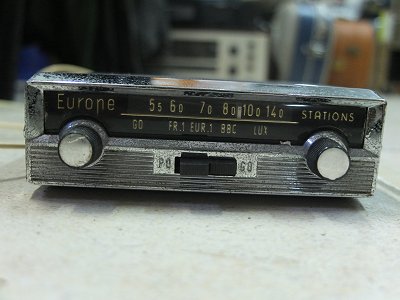 Europe 55 60 70 80 100 140 STATIONS
GO FR.1 EUR.1 BBC LUX
PO GO